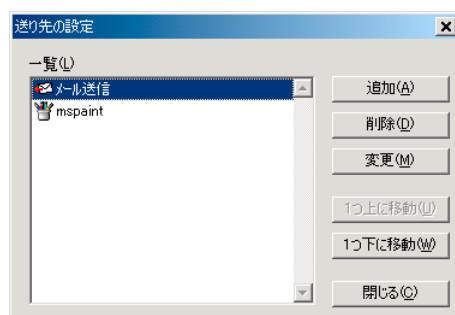 送り先の設定
一覧(L)
メール送信
mspaint
追加(A)
削除(D)
変更(M)
1つ上に移動(U)
1つ下に移動(W)
閉じる(C)